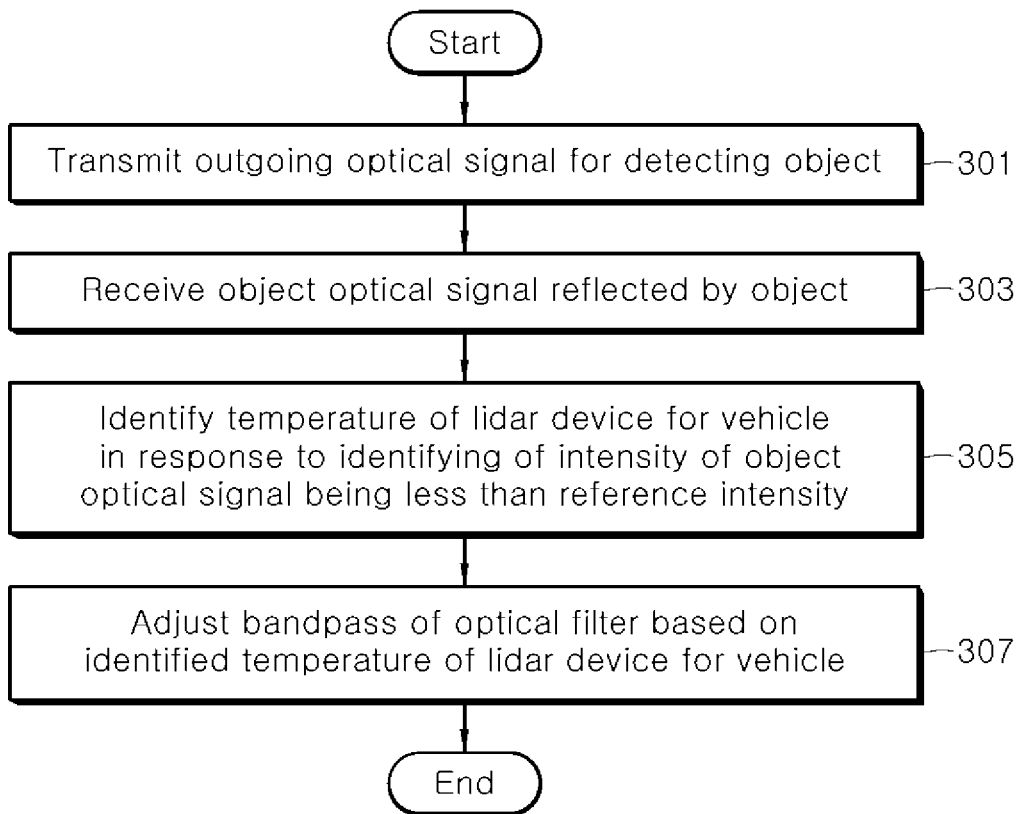 Start
Transmit outgoing optical signal for detecting object
301
Receive object optical signal reflected by object
303
Identify temperature of lidar device for vehicle
in response to identifying of intensity of object
optical signal being less than reference intensity
305
Adjust bandpass of optical filter based on
identified temperature of lidar device for vehicle
307
End